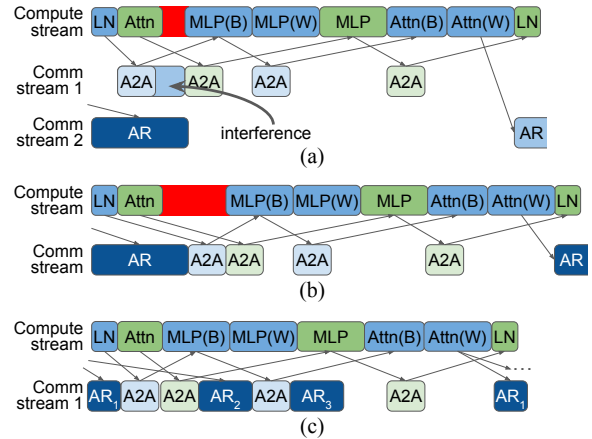 Compute stream LN Attn MLP(B) MLP(W) MLP Attn(B) Attn(W) LN
Comm stream 1 A2A A2A A2A A2A
interference
Comm stream 2 AR AR
(a)
Compute stream LN Attn MLP(B) MLP(W) MLP Attn(B) Attn(W) LN
Comm stream AR A2A A2A A2A A2A AR
(b)
Compute stream LN Attn MLP(B) MLP(W) MLP Attn(B) Attn(W) LN
...
Comm stream 1 AR1 A2A A2A AR2 A2A AR3 A2A AR1
(c)